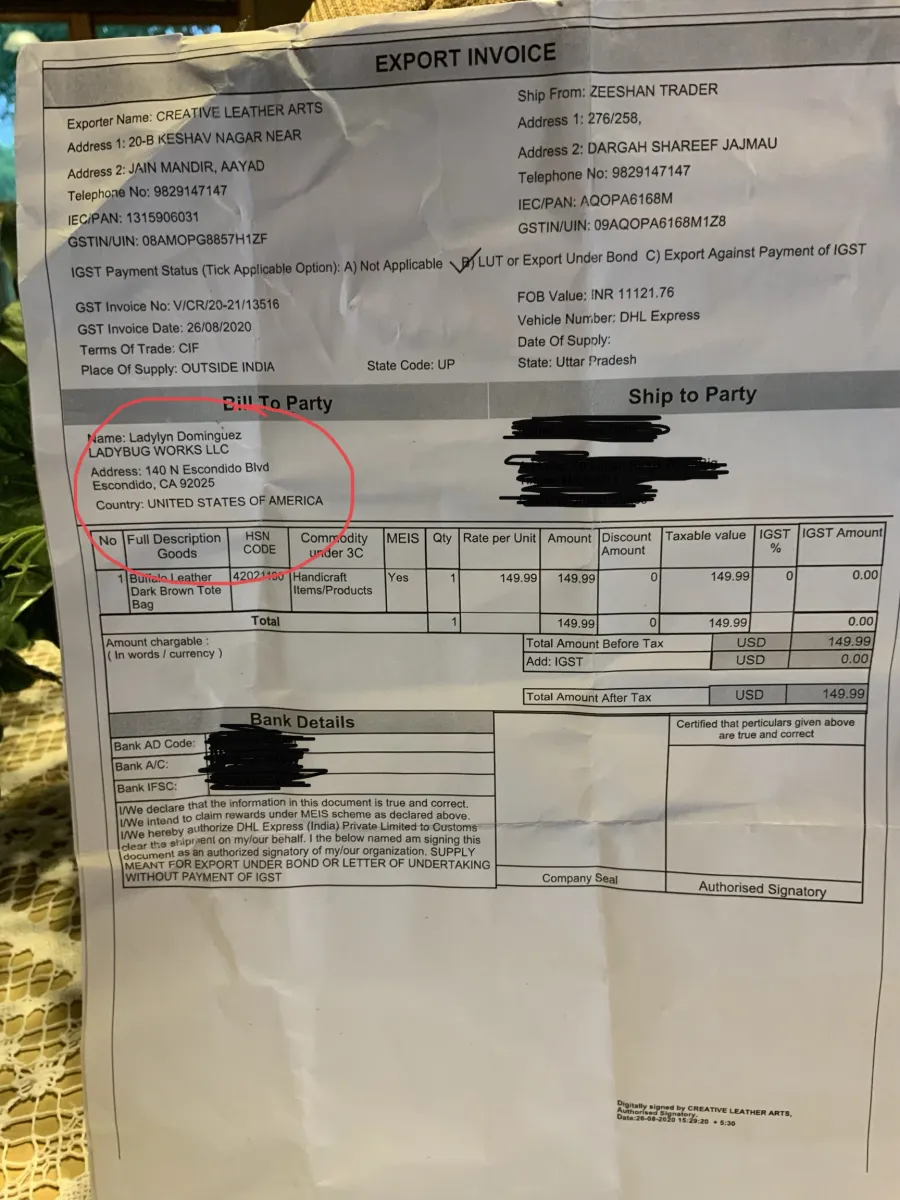 EXPORT INVOICE
Exporter Name: CREATIVE LEATHER ARTS
Address 1: 20-B KESHAV NAGAR NEAR
Address 2: JAIN MANDIR, AAYAD
Telephone No: 9829147147
IEC/PAN: 1315906031
GSTIN/UIN: 08AMOPG8857H1ZF
Ship From: ZEESHAN TRADER
Address 1: 276/258,
Address 2: DARGAH SHAREEF JAJMAU
Telephone No: 9829147147
IEC/PAN: AQOPA6168M
GSTIN/UIN: 09AQOPA6168M1Z8
IGST Payment Status (Tick Applicable Option): A) Not Applicable B) LUT or Export Under Bond C) Export Against Payment of IGST
GST Invoice No: V/CR/20-21/13516
GST Invoice Date: 26/08/2020
Terms Of Trade: CIF
Place Of Supply: OUTSIDE INDIA
State Code: UP
FOB Value: INR 11121.76
Vehicle Number: DHL Express
Date Of Supply:
State: Uttar Pradesh
Bill To Party
Ship to Party
Name: Ladylyn Dominguez
LADYBUG WORKS LLC
Address: 140 N Escondido Blvd
Escondido, CA 92025
Country: UNITED STATES OF AMERICA
No Full Description Goods HSN CODE Commodity under 3C MEIS Qty Rate per Unit Amount Discount Amount Taxable value IGST % IGST Amount
1 Buffalo Leather Dark Brown Tote Bag 42021190 Handicraft Items/Products Yes 1 149.99 149.99 0 149.99 0 0.00
Total 1 149.99 0 149.99 0.00
Amount chargable :
( In words / currency )
Total Amount Before Tax USD 149.99
Add: IGST USD 0.00
Total Amount After Tax USD 149.99
Bank Details
Bank AD Code:
Bank A/C:
Bank IFSC:
I/We declare that the information in this document is true and correct.
I/We intend to claim rewards under MEIS scheme as declared above.
I/We hereby authorize DHL Express (India) Private Limited to Customs
clear the shipment on my/our behalf. I the below named am signing this
document as an authorized signatory of my/our organization. SUPPLY
MEANT FOR EXPORT UNDER BOND OR LETTER OF UNDERTAKING
WITHOUT PAYMENT OF IGST
Certified that particulars given above
are true and correct
Company Seal
Authorised Signatory
Digitally signed by CREATIVE LEATHER ARTS,
Authorised Signatory.
Date:26-08-2020 15:29:20 + 5:30